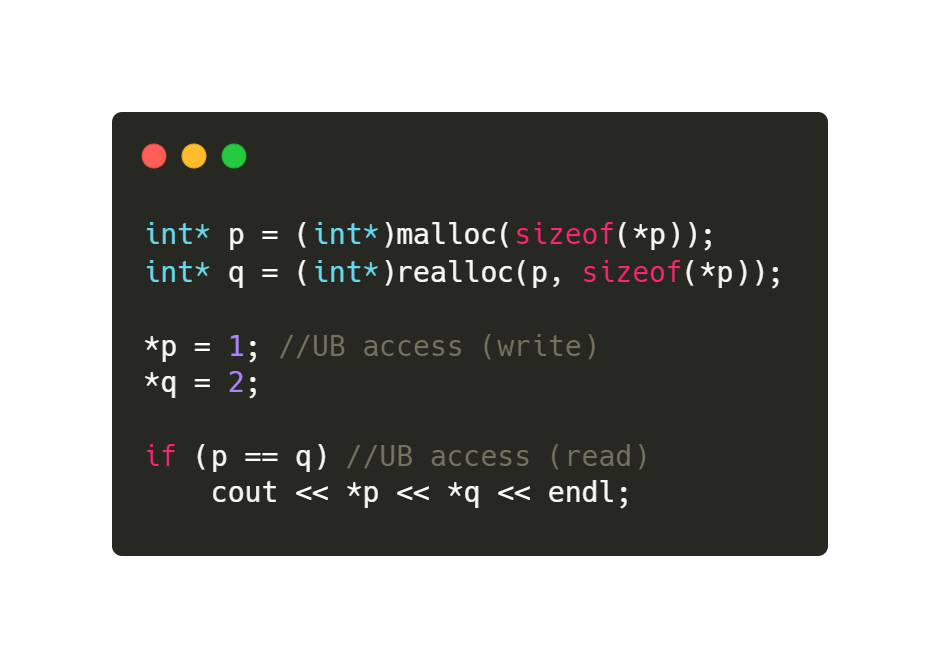 int* p = (int*)malloc(sizeof(*p));
int* q = (int*)realloc(p, sizeof(*p));
*p = 1; //UB access (write)
*q = 2;
if (p == q) //UB access (read)
    cout << *p << *q << endl;